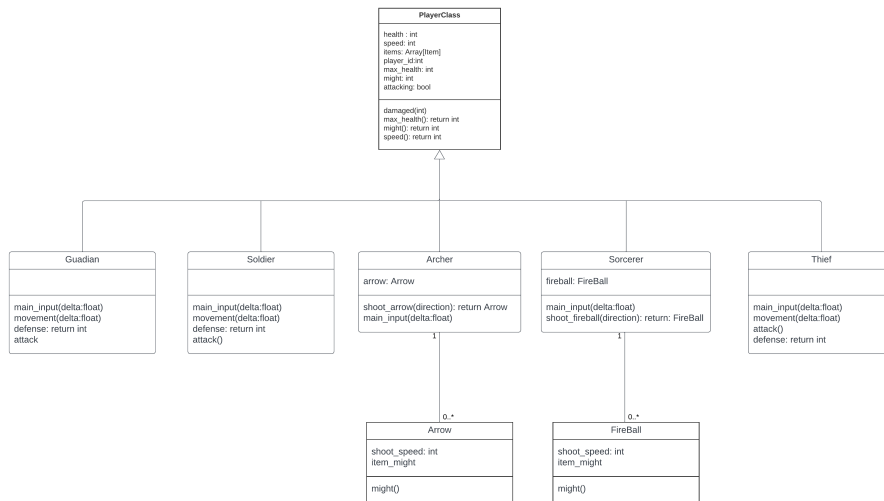 PlayerClass
health : int
speed: int
items: Array[Item]
player_id:int
max_health: int
might: int
attacking: bool
damaged(int)
max_health(): return int
might(): return int
speed(): return int
Guadian
main_input(delta:float)
movement(delta:float)
defense: return int
attack
Soldier
main_input(delta:float)
movement(delta:float)
defense: return int
attack()
Archer
arrow: Arrow
shoot_arrow(direction): return Arrow
main_input(delta:float)
1
Sorcerer
fireball: FireBall
main_input(delta:float)
shoot_fireball(direction): return: FireBall
1
Thief
main_input(delta:float)
movement(delta:float)
attack()
defense: return int
0..*
Arrow
shoot_speed: int
item_might
might()
0..*
FireBall
shoot_speed: int
item_might
might()